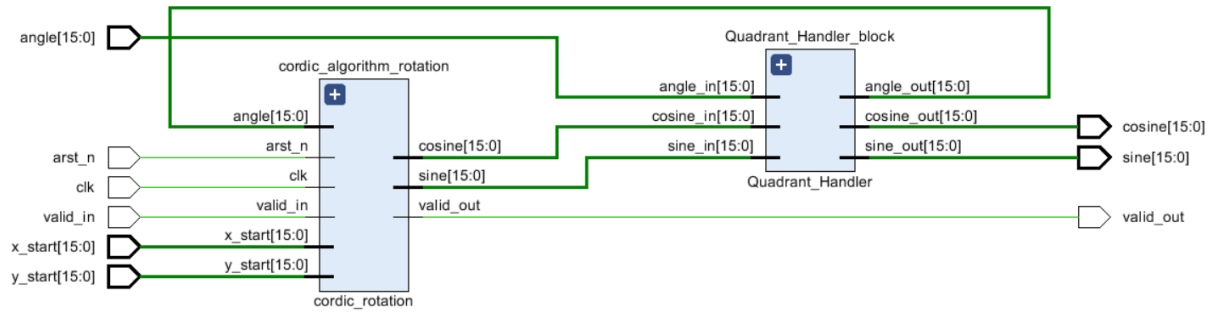 angle[15:0]
Quadrant_Handler_block
cordic_algorithm_rotation
angle_in[15:0]
angle_out[15:0]
angle[15:0]
cosine_in[15:0]
cosine_out[15:0]
cosine[15:0]
arst_n
arst_n
cosine[15:0]
sine_in[15:0]
sine_out[15:0]
sine[15:0]
clk
clk
sine[15:0]
Quadrant_Handler
valid_in
valid_in
valid_out
valid_out
x_start[15:0]
x_start[15:0]
y_start[15:0]
y_start[15:0]
cordic_rotation